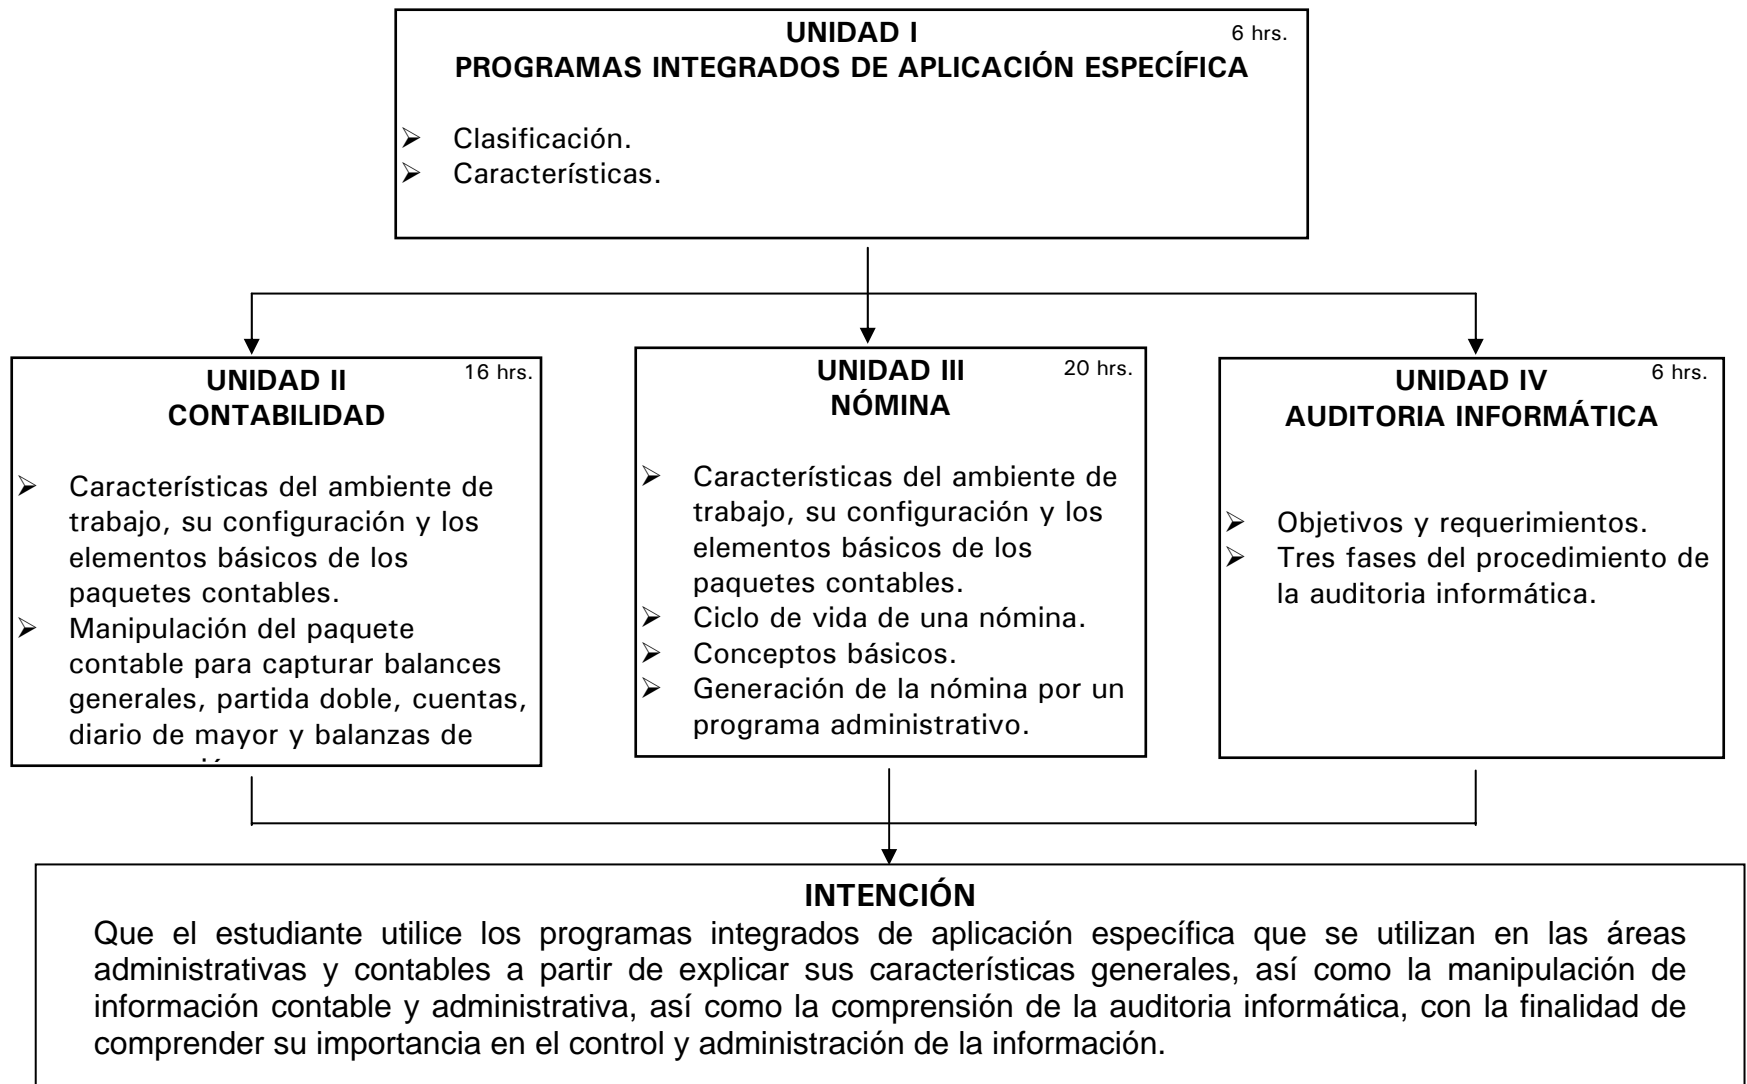 UNIDAD I
6 hrs.
PROGRAMAS INTEGRADOS DE APLICACIÓN ESPECÍFICA
➢ Clasificación.
➢ Características.
UNIDAD II
16 hrs.
CONTABILIDAD
➢ Características del ambiente de
trabajo, su configuración y los
elementos básicos de los
paquetes contables.
➢ Manipulación del paquete
contable para capturar balances
generales, partida doble, cuentas,
diario de mayor y balanzas de
UNIDAD III
20 hrs.
NÓMINA
➢ Características del ambiente de
trabajo, su configuración y los
elementos básicos de los
paquetes contables.
➢ Ciclo de vida de una nómina.
➢ Conceptos básicos.
➢ Generación de la nómina por un
programa administrativo.
UNIDAD IV
6 hrs.
AUDITORIA INFORMÁTICA
➢ Objetivos y requerimientos.
➢ Tres fases del procedimiento de
la auditoria informática.
INTENCIÓN
Que el estudiante utilice los programas integrados de aplicación específica que se utilizan en las áreas
administrativas y contables a partir de explicar sus características generales, así como la manipulación de
información contable y administrativa, así como la comprensión de la auditoria informática, con la finalidad de
comprender su importancia en el control y administración de la información.